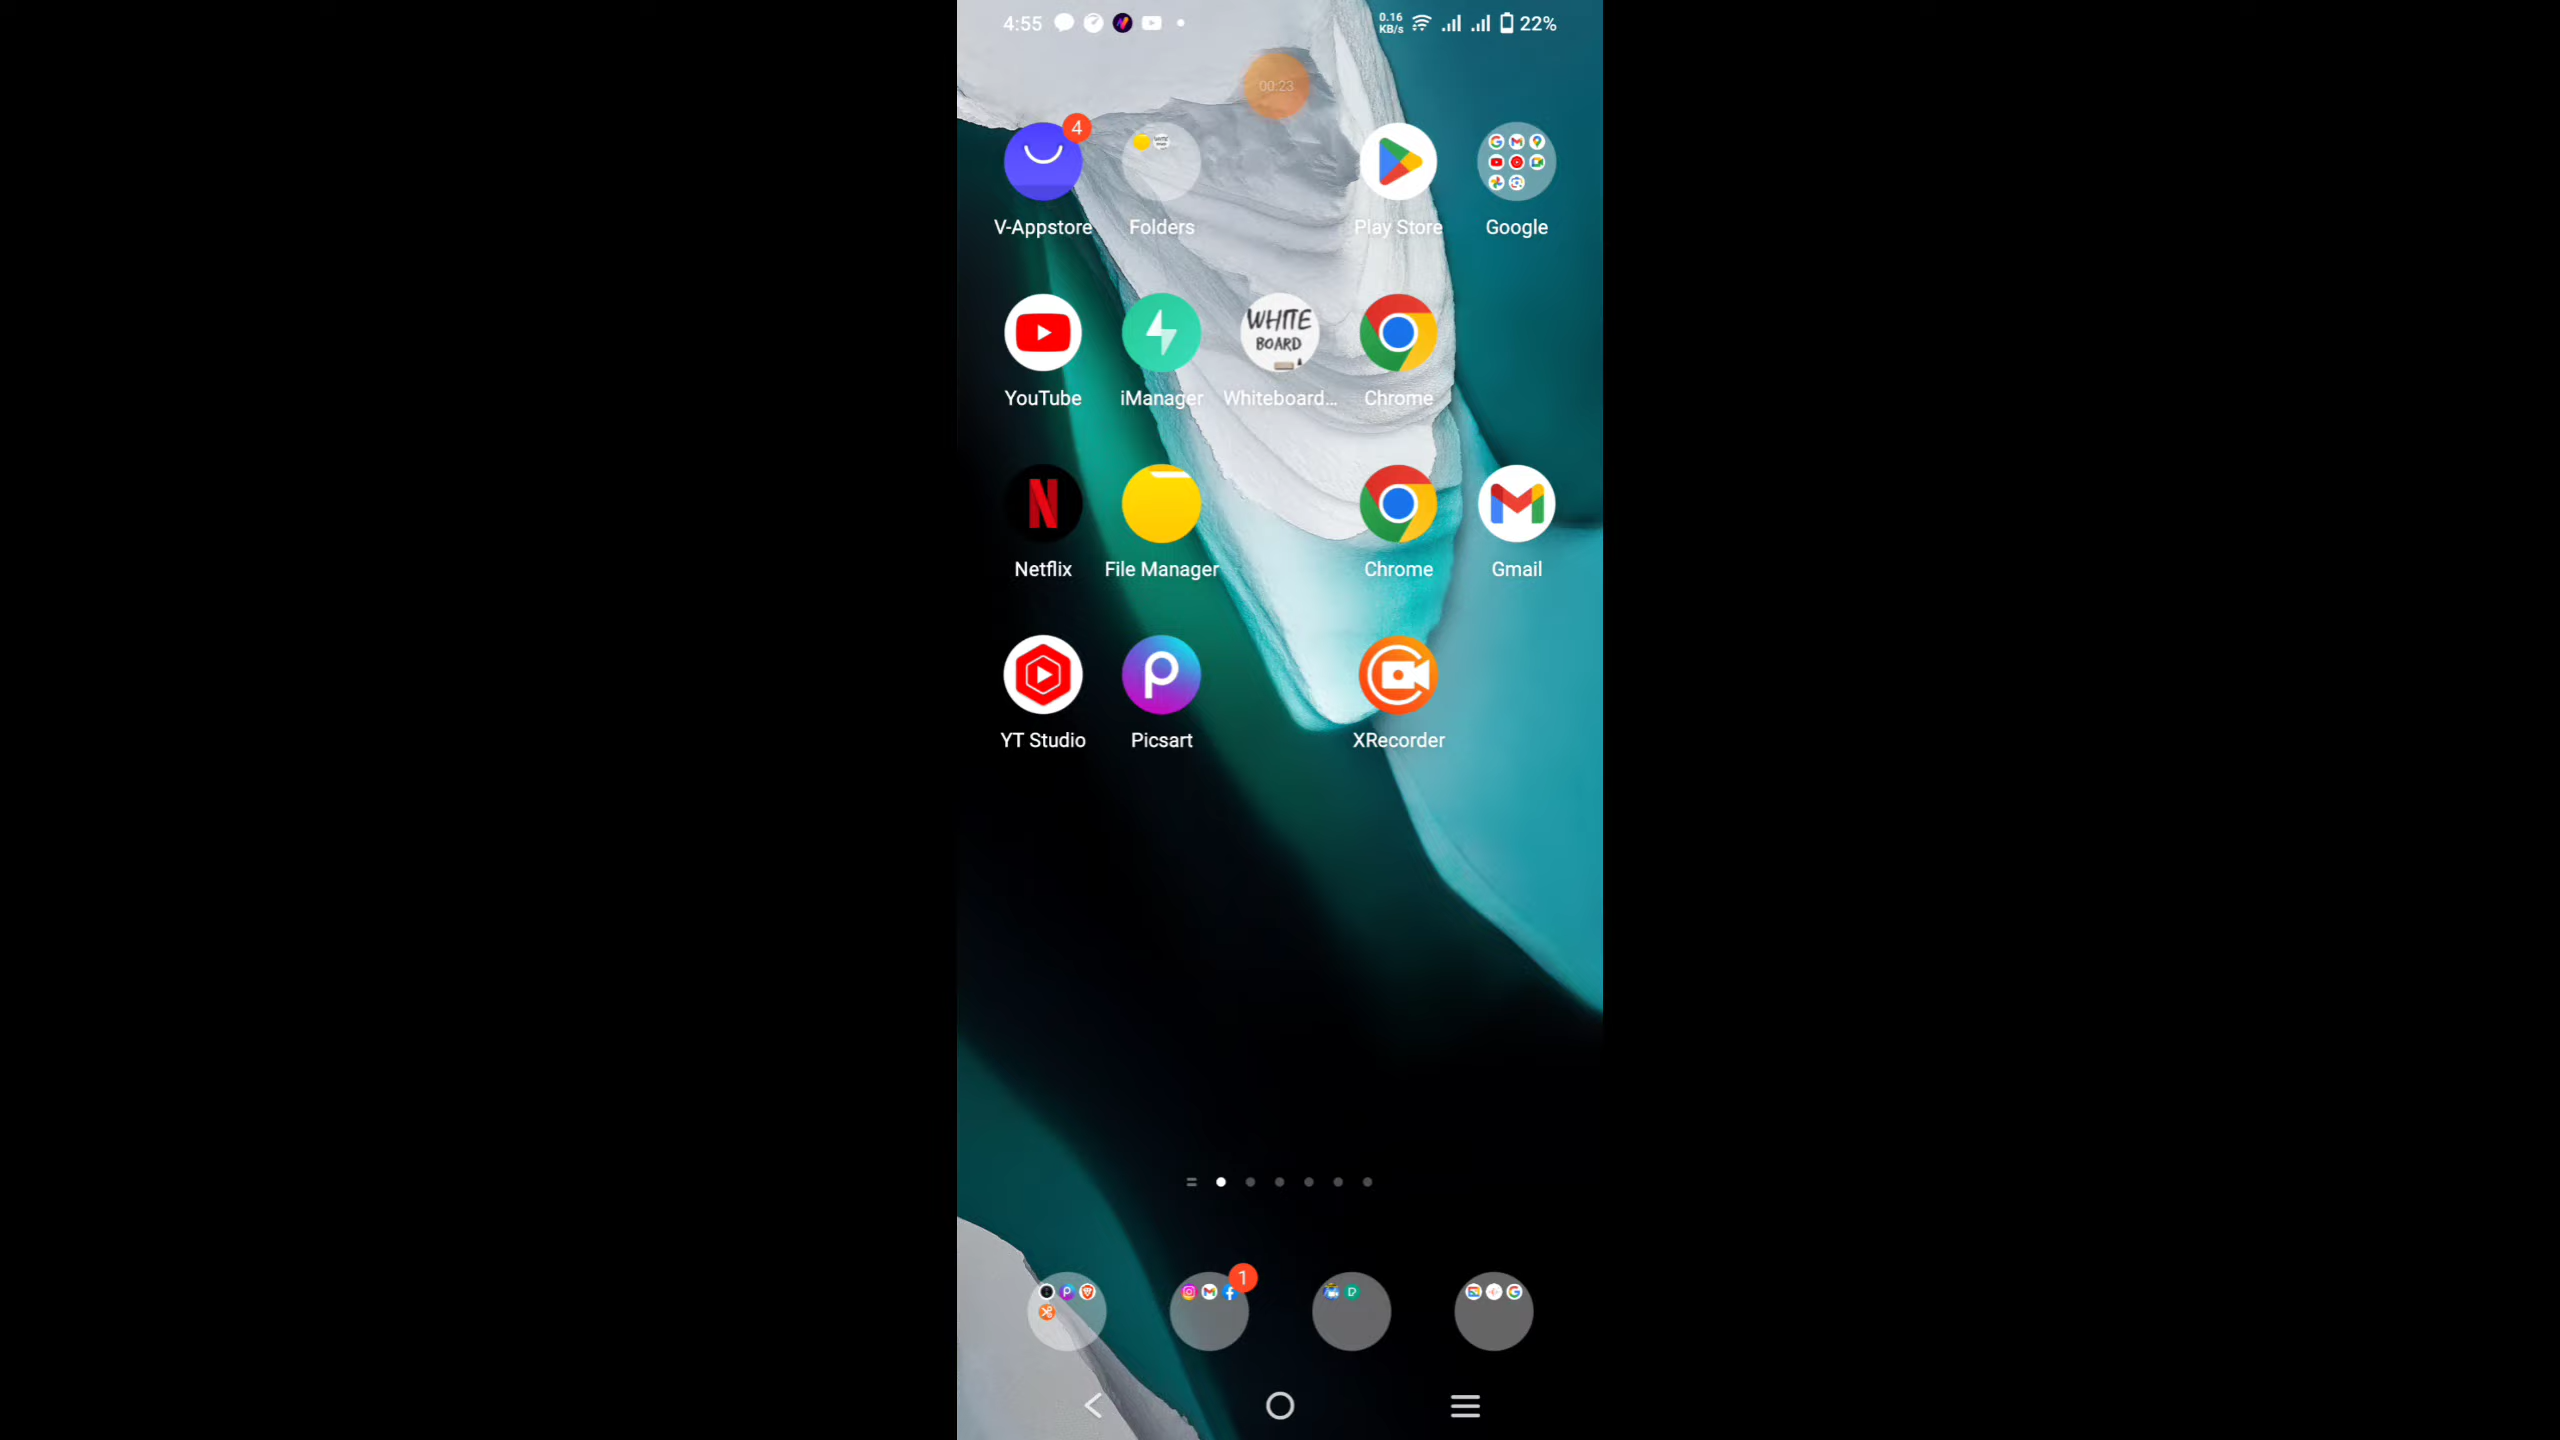 4:55 0.16 KB/s 22%
00:23
4
V-Appstore Folders Play Store Google
WHITE BOARD
YouTube iManager Whiteboard... Chrome
Netflix File Manager Chrome Gmail
YT Studio Picsart XRecorder
1